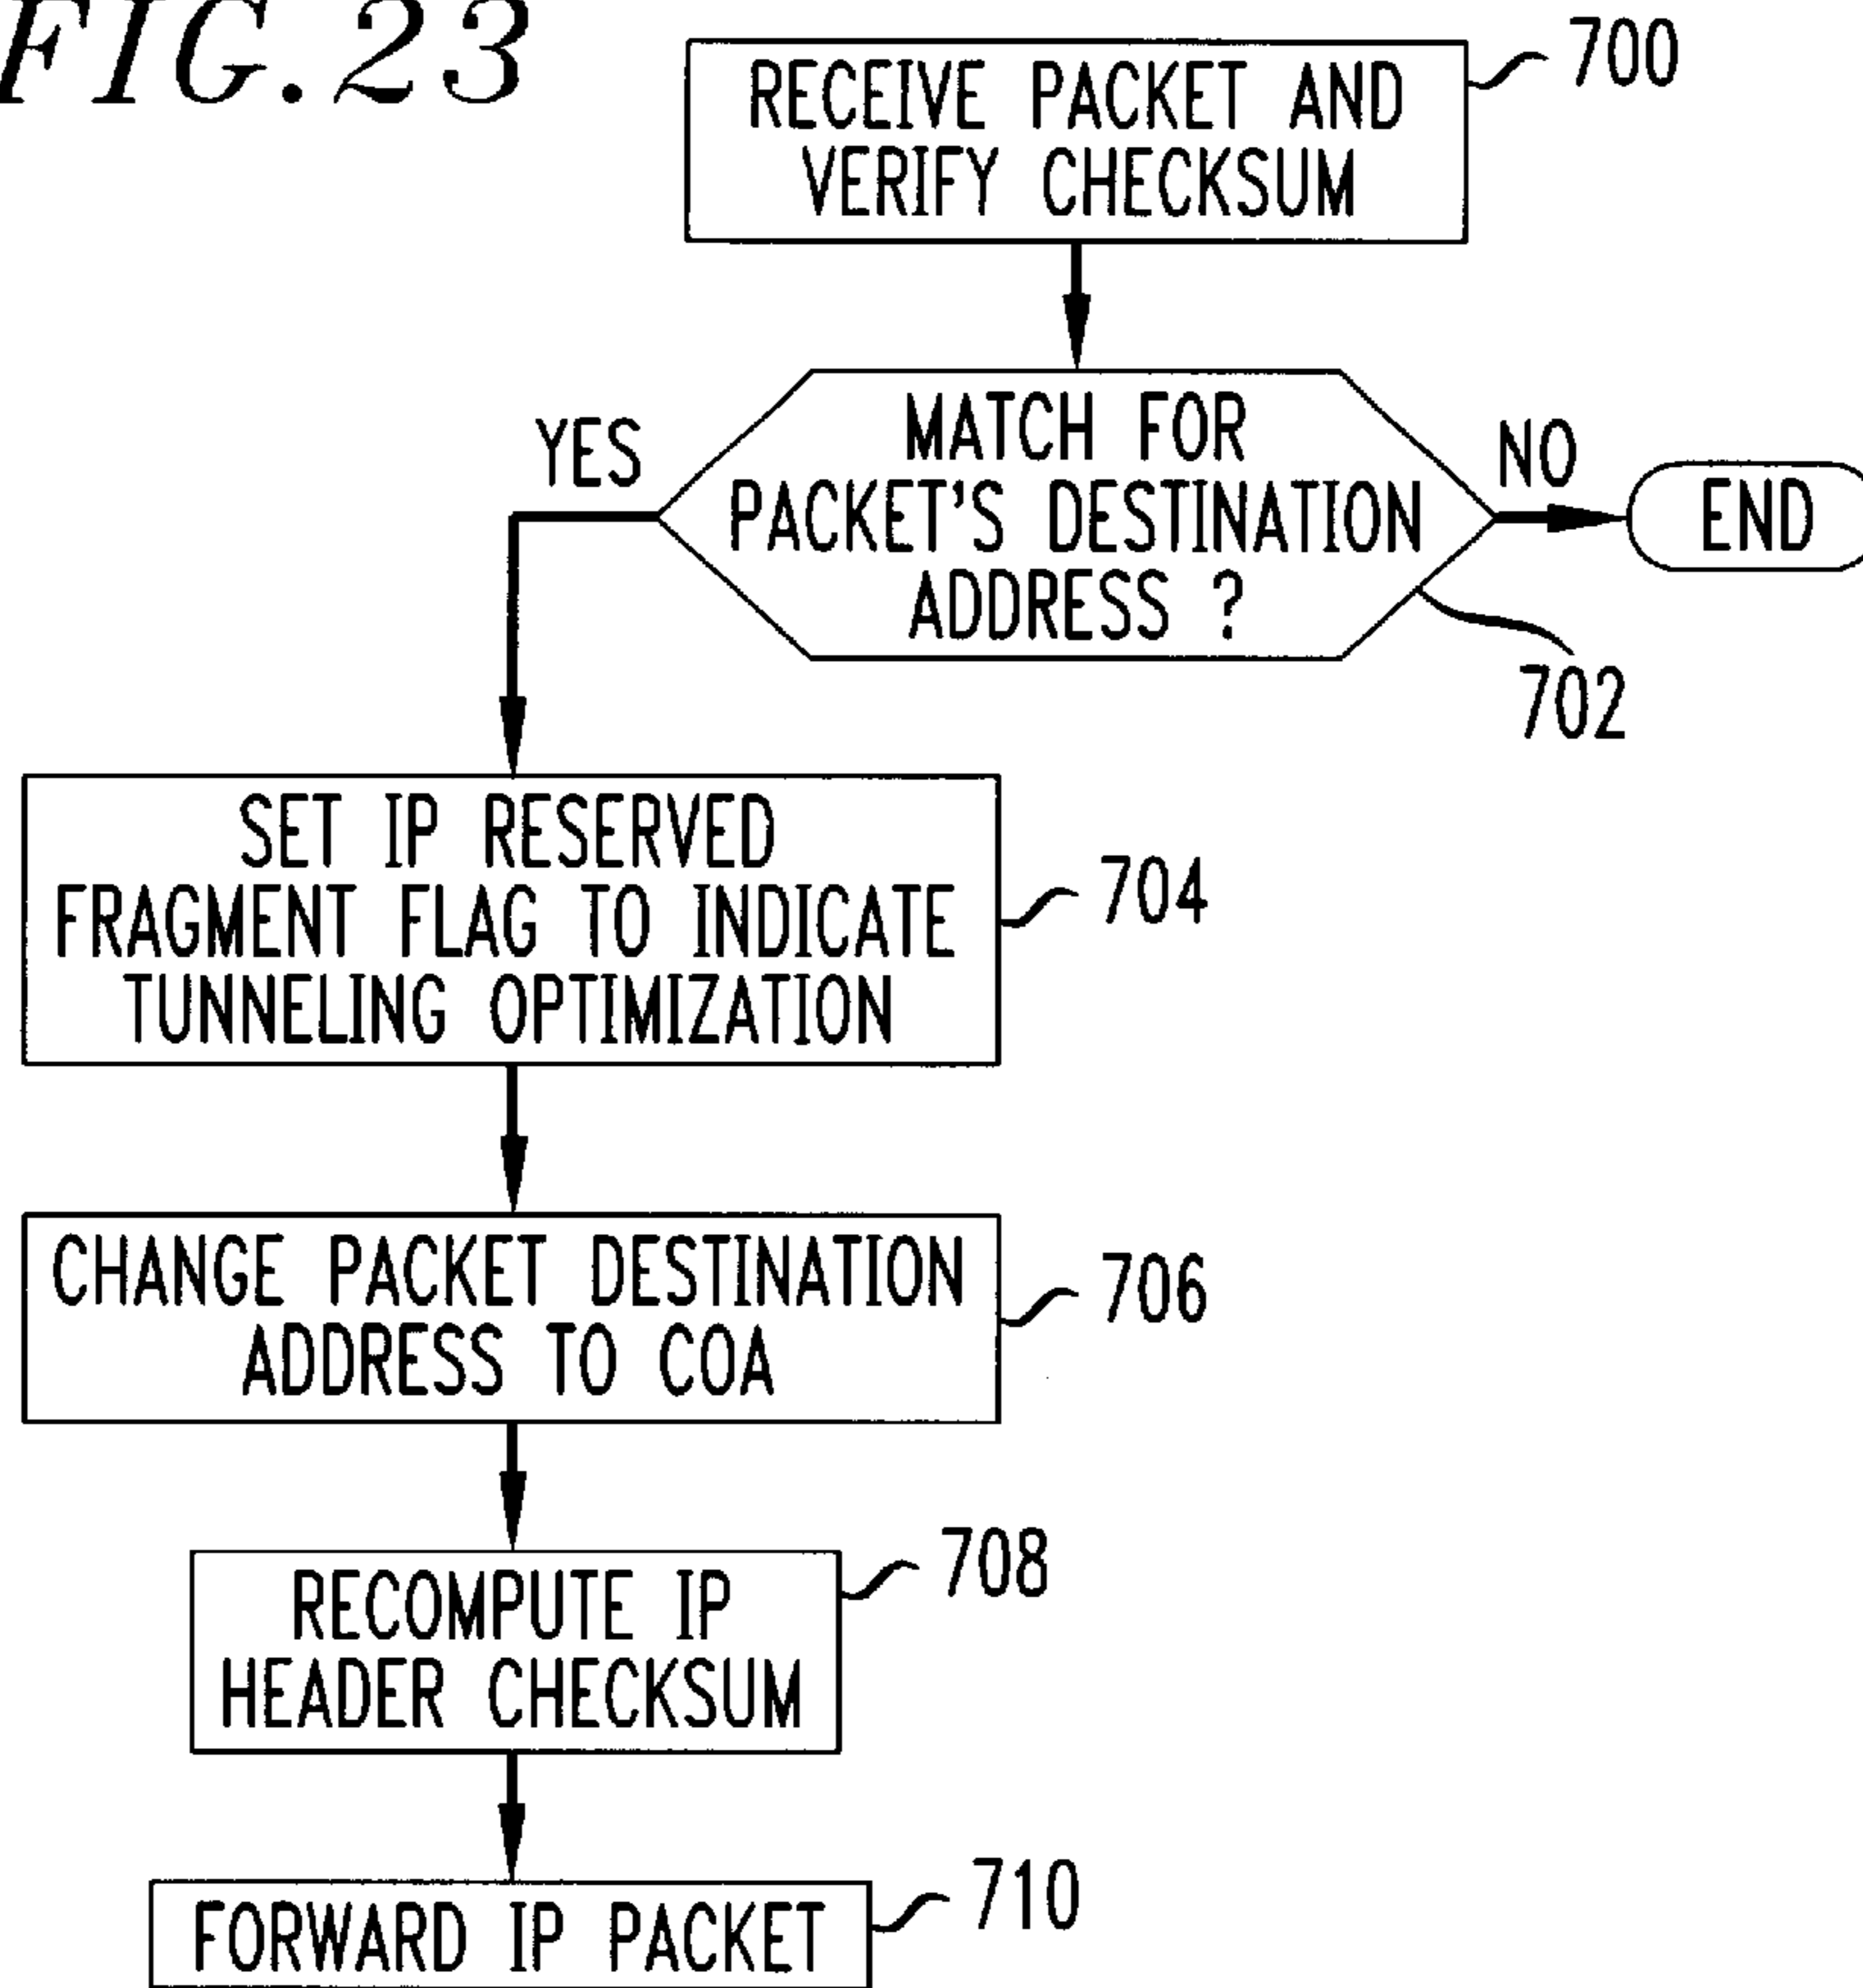 FIG. 23
RECEIVE PACKET AND
VERIFY CHECKSUM
700
MATCH FOR
PACKET'S DESTINATION
ADDRESS ?
YES
NO
END
702
SET IP RESERVED
FRAGMENT FLAG TO INDICATE
TUNNELING OPTIMIZATION
704
CHANGE PACKET DESTINATION
ADDRESS TO COA
706
RECOMPUTE IP
HEADER CHECKSUM
708
FORWARD IP PACKET
710